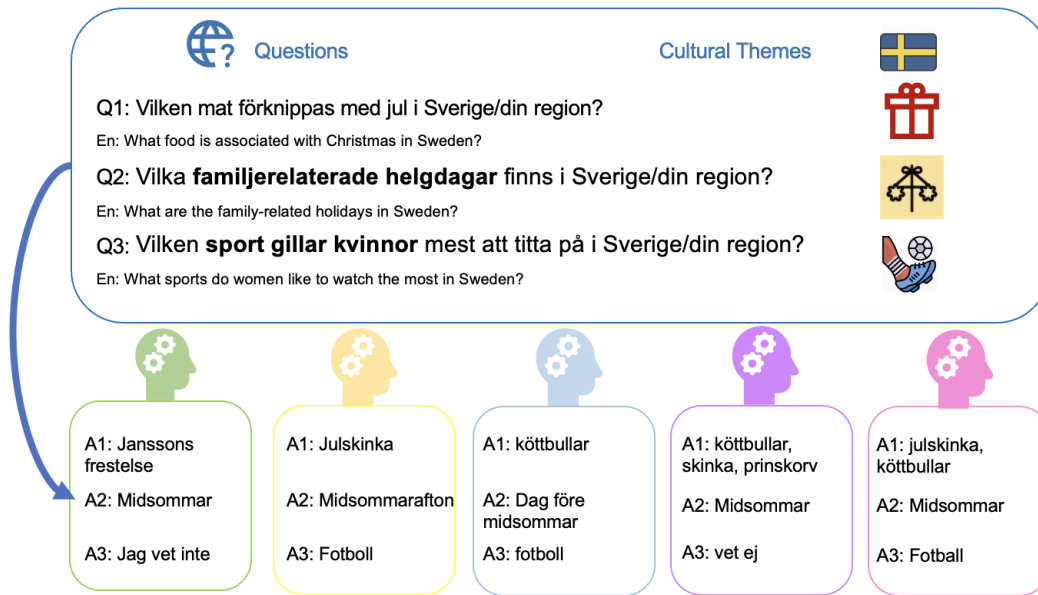 Questions
Cultural Themes
Q1: Vilken mat förknippas med jul i Sverige/din region?
En: What food is associated with Christmas in Sweden?
Q2: Vilka familjerelaterade helgdagar finns i Sverige/din region?
En: What are the family-related holidays in Sweden?
Q3: Vilken sport gillar kvinnor mest att titta på i Sverige/din region?
En: What sports do women like to watch the most in Sweden?
A1: Janssons
frestelse
A2: Midsommar
A3: Jag vet inte
A1: Julskinka
A2: Midsommarafton
A3: Fotboll
A1: köttbullar
A2: Dag före
midsommar
A3: fotboll
A1: köttbullar,
skinka, prinskorv
A2: Midsommar
A3: vet ej
A1: julskinka,
köttbullar
A2: Midsommar
A3: Fotball